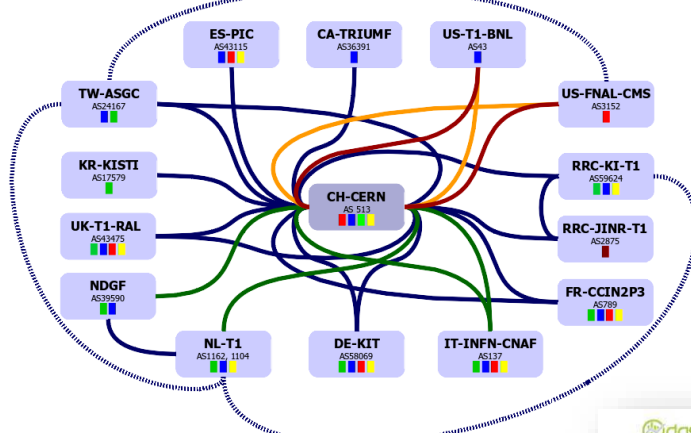 ES-PIC
AS43115
CA-TRIUMF
AS36391
US-T1-BNL
AS43
TW-ASGC
AS24167
US-FNAL-CMS
AS3152
KR-KISTI
AS17579
RRC-KI-T1
AS59624
CH-CERN
AS 513
UK-T1-RAL
AS43475
RRC-JINR-T1
AS2875
NDGF
AS39590
FR-CCIN2P3
AS789
NL-T1
AS1162, 1104
DE-KIT
AS58069
IT-INFN-CNAF
AS137